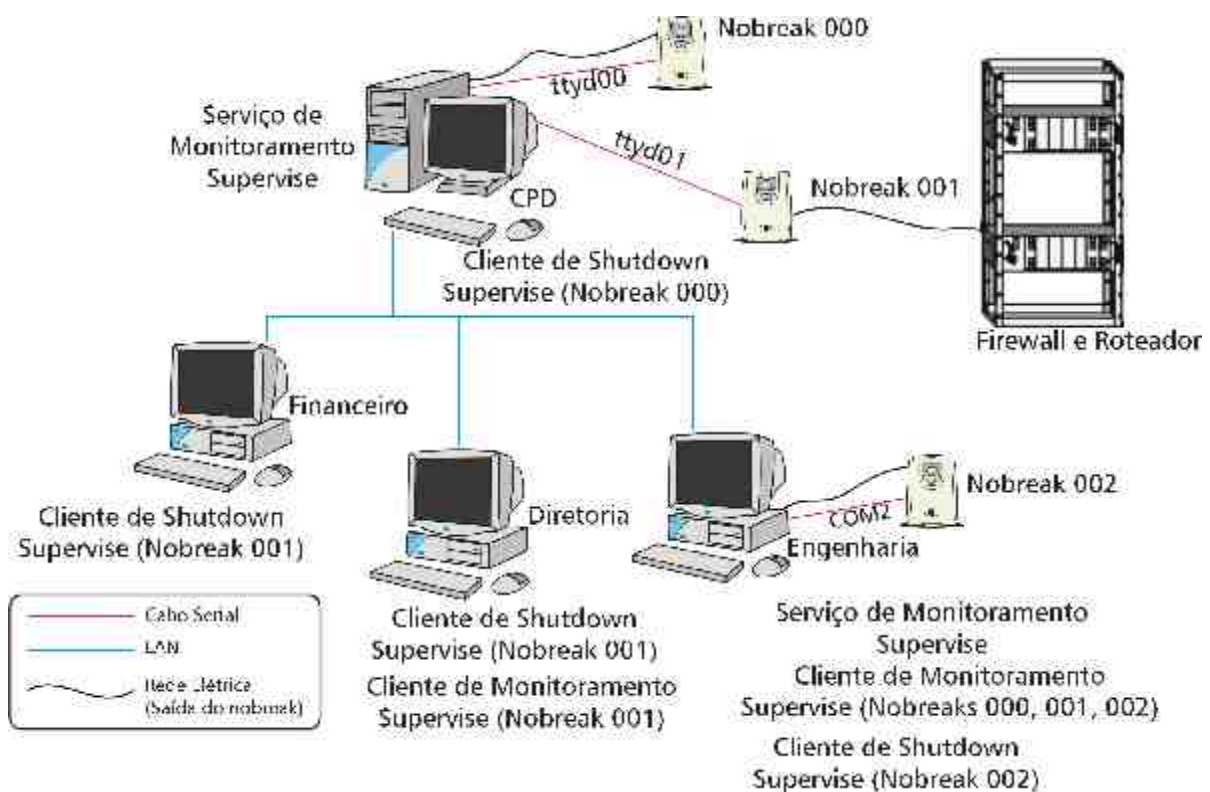 Nobreak 000
ttyd00
Serviço de
Monitoramento
Supervise
ttyd01
CPD
Nobreak 001
Cliente de Shutdown
Supervise (Nobreak 000)
Firewall e Roteador
Financeiro
Cliente de Shutdown
Supervise (Nobreak 001)
Diretoria
Nobreak 002
COM2
Engenharia
Cliente de Shutdown
Supervise (Nobreak 001)
Cliente de Monitoramento
Supervise (Nobreak 001)
Serviço de Monitoramento
Supervise
Cliente de Monitoramento
Supervise (Nobreaks 000, 001, 002)
Cliente de Shutdown
Supervise (Nobreak 002)
Cabo Serial
LAN
Rede Elétrica
(Saída do nobreak)